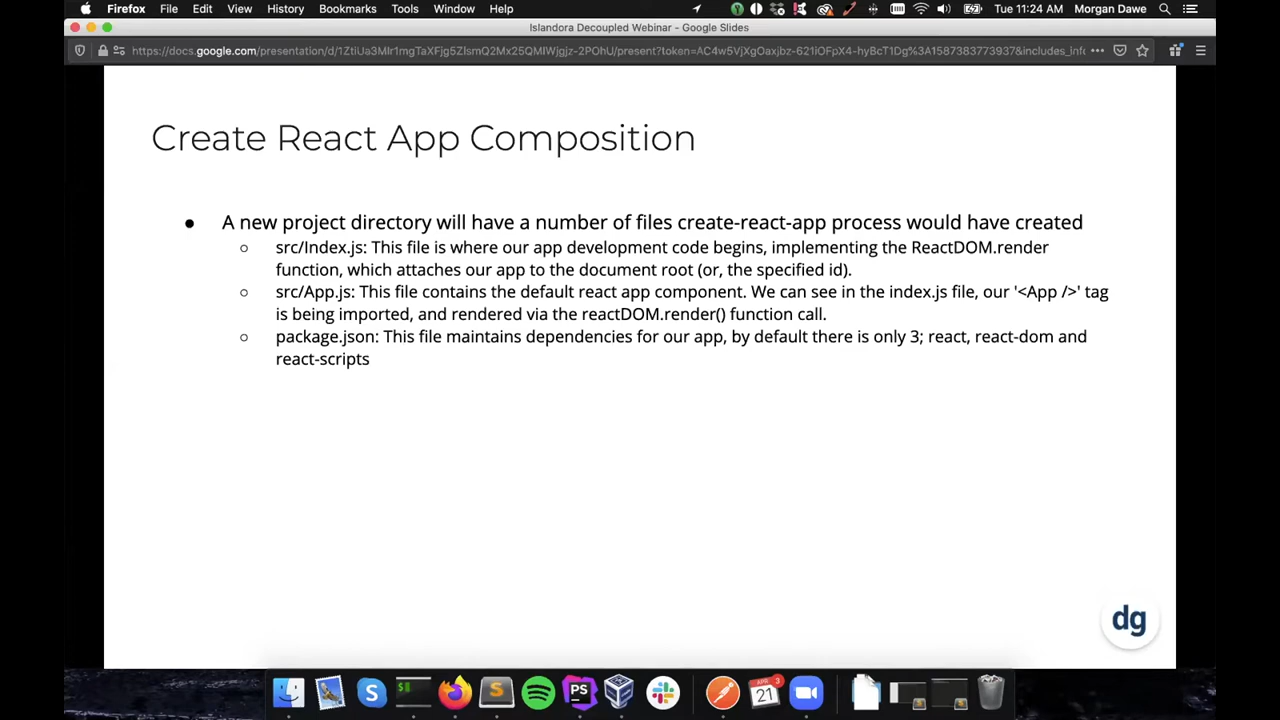 Firefox File Edit View History Bookmarks Tools Window Help Tue 11:24 AM Morgan Dawe
Islandora Decoupled Webinar - Google Slides
Create React App Composition
● A new project directory will have a number of files create-react-app process would have created
○ src/Index.js: This file is where our app development code begins, implementing the ReactDOM.render
function, which attaches our app to the document root (or, the specified id).
○ src/App.js: This file contains the default react app component. We can see in the index.js file, our '<App />' tag
is being imported, and rendered via the reactDOM.render() function call.
○ package.json: This file maintains dependencies for our app, by default there is only 3; react, react-dom and
react-scripts
dg
APR
21
3
PS
S
$